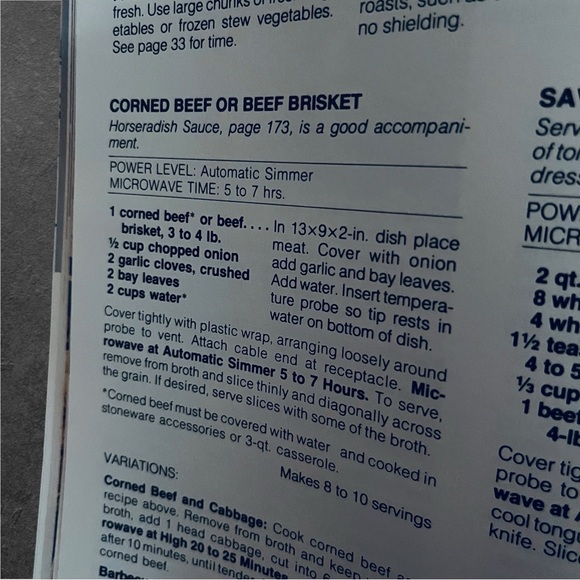 fresh. Use large chunks of
etables or frozen stew vegetables.
See page 33 for time.
roasts, such as
no shielding.
CORNED BEEF OR BEEF BRISKET
Horseradish Sauce, page 173, is a good accompani-
ment.
POWER LEVEL: Automatic Simmer
MICROWAVE TIME: 5 to 7 hrs.
1 corned beef* or beef....
brisket, 3 to 4 lb.
½ cup chopped onion
2 garlic cloves, crushed
2 bay leaves
2 cups water*
In 13×9×2-in. dish place
meat. Cover with onion
add garlic and bay leaves.
Add water. Insert tempera-
ture probe so tip rests in
water on bottom of dish.
Cover tightly with plastic wrap, arranging loosely around
probe to vent. Attach cable end at receptacle. Mic-
rowave at Automatic Simmer 5 to 7 Hours. To serve,
remove from broth and slice thinly and diagonally across
the grain. If desired, serve slices with some of the broth.
*Corned beef must be covered with water and cooked in
stoneware accessories or 3-qt. casserole.
Makes 8 to 10 servings
VARIATIONS:
Corned Beef and Cabbage: Cook corned beef
recipe above. Remove from broth and keep
broth, add 1 head cabbage, cut into 6
rowave at High 20 to 25 Minutes
after 10 minutes, until tender
corned beef.
SA
Serv
of to
dress
POW
MICR
2 qt.
8 wh
4 wh
1½ tea
4 to 5
⅓ cup
1 beef
4-lb
Cover tig
probe to
wave at
cool tong
knife. Slic